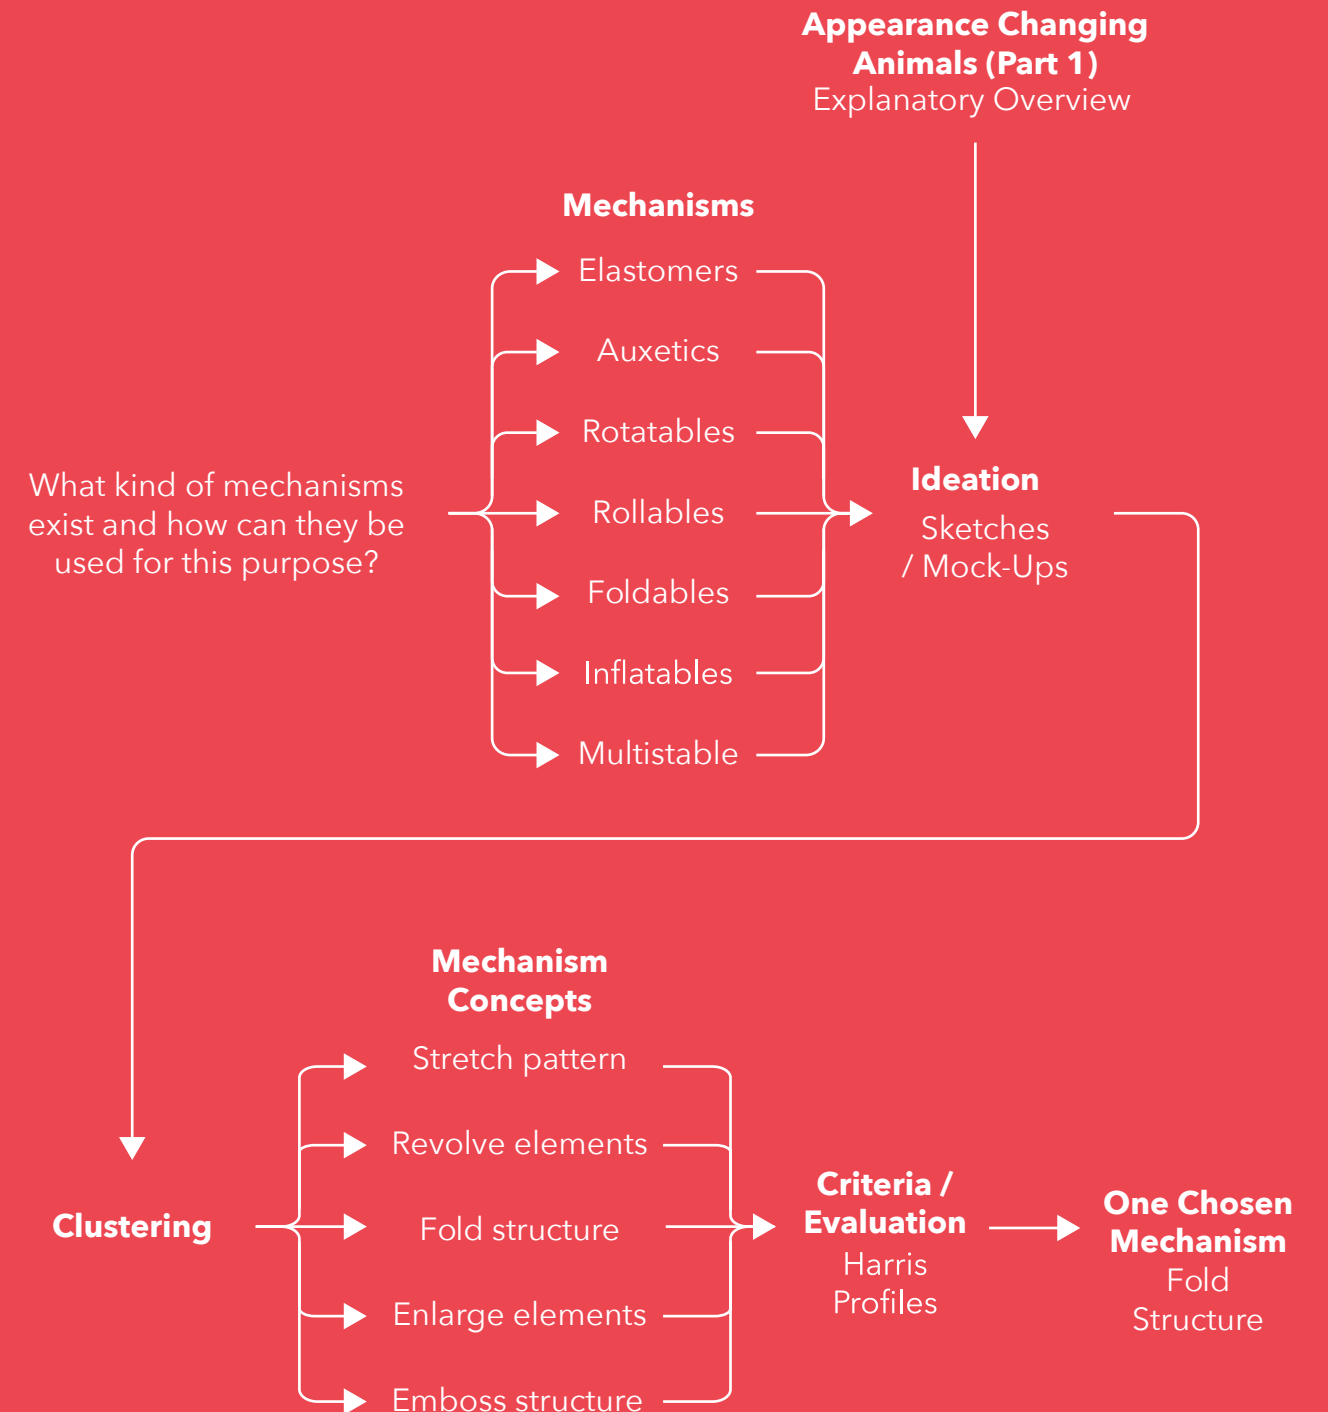 Appearance Changing
Animals (Part 1)
Explanatory Overview
Mechanisms
Elastomers
Auxetics
Rotatables
Rollables
Foldables
Inflatables
Multistable
What kind of mechanisms
exist and how can they be
used for this purpose?
Ideation
Sketches
/ Mock-Ups
Mechanism
Concepts
Stretch pattern
Revolve elements
Fold structure
Enlarge elements
Emboss structure
Clustering
Criteria /
Evaluation
Harris
Profiles
One Chosen
Mechanism
Fold
Structure